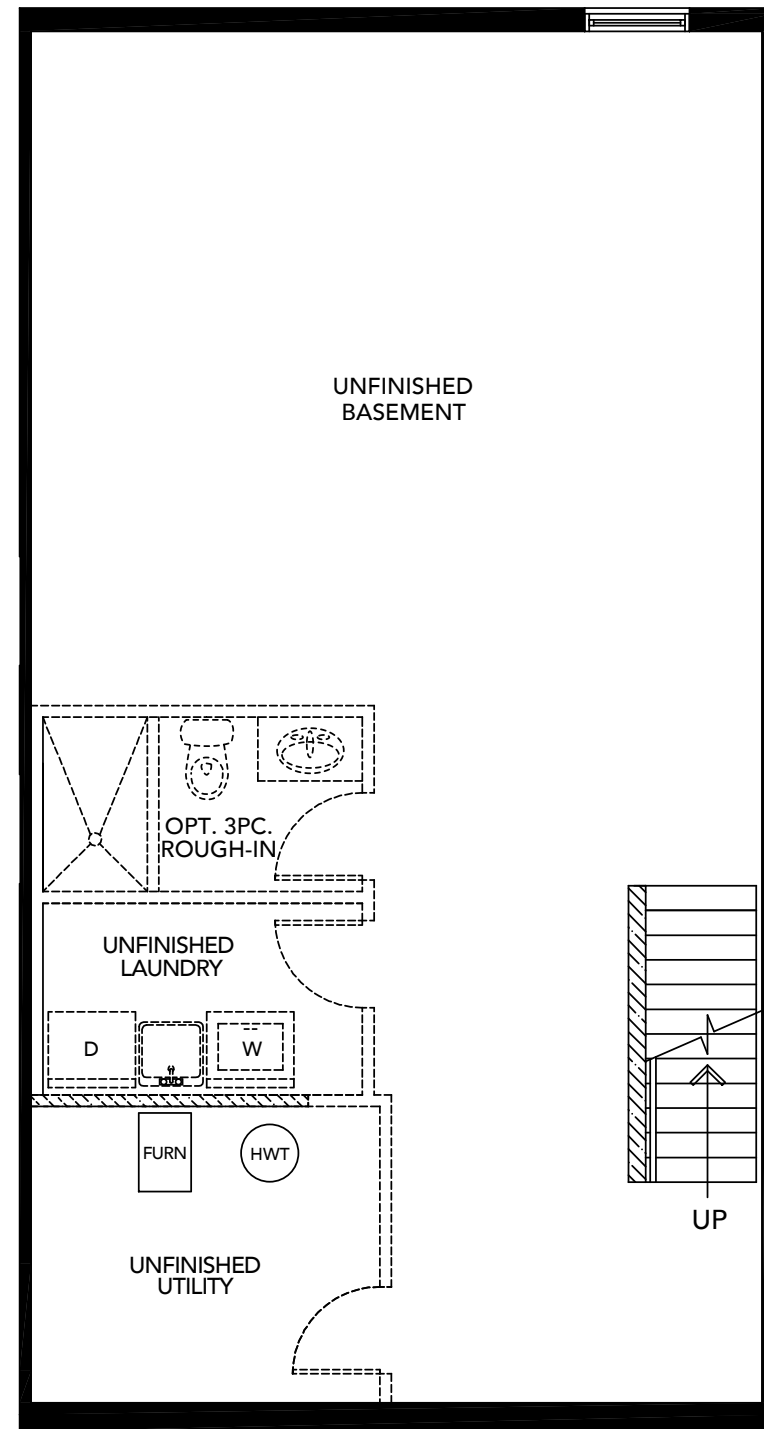 UNFINISHED
BASEMENT
OPT. 3PC.
ROUGH-IN
UNFINISHED
LAUNDRY
D
W
FURN
HWT
UP
UNFINISHED
UTILITY